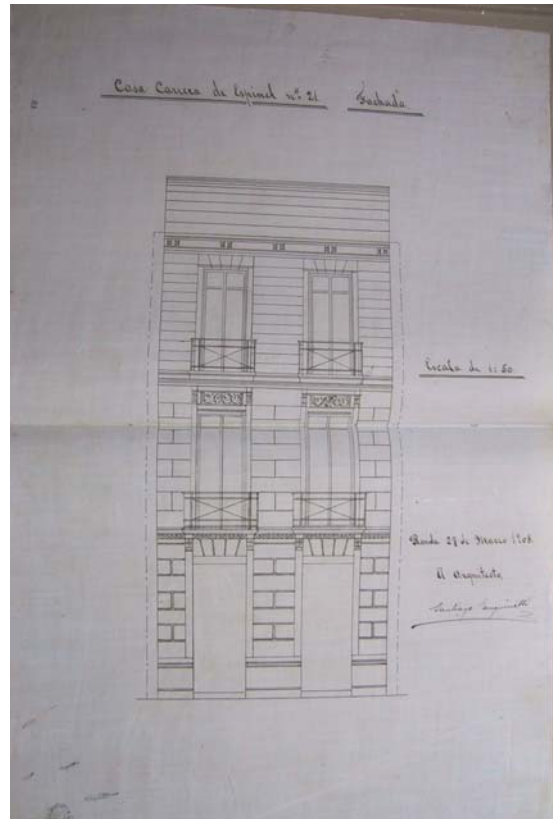 Casa Carrera de Espinel nº 21 Fachada
Escala de 1:50
Ronda 28 de Marzo 1908
El Arquitecto
Santiago Sanguinetti